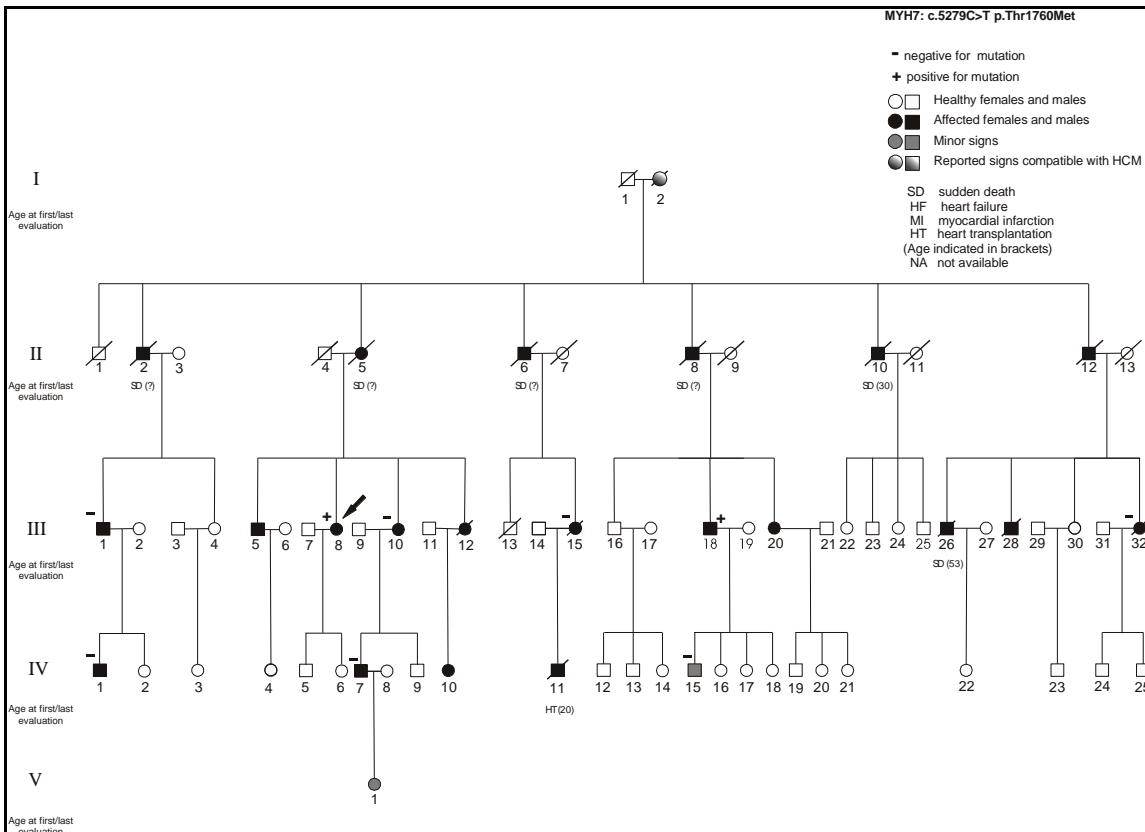 MYH7: c.5279C>T p.Thr1760Met
- negative for mutation
+ positive for mutation
Healthy females and males
Affected females and males
Minor signs
Reported signs compatible with HCM
SD sudden death
HF heart failure
MI myocardial infarction
HT heart transplantation
(Age indicated in brackets)
NA not available
I
1 2
Age at first/last
evaluation
II
1 2 3 4 5 6 7 8 9 10 11 12 13
SD (?) SD (?) SD (?) SD (?) SD (30)
Age at first/last
evaluation
- + - - + -
III
1 2 3 4 5 6 7 8 9 10 11 12 13 14 15 16 17 18 19 20 21 22 23 24 25 26 27 28 29 30 31 32
SD (53)
Age at first/last
evaluation
- - -
IV
1 2 3 4 5 6 7 8 9 10 11 12 13 14 15 16 17 18 19 20 21 22 23 24 25
HT(20)
Age at first/last
evaluation
V
1
Age at first/last
evaluation